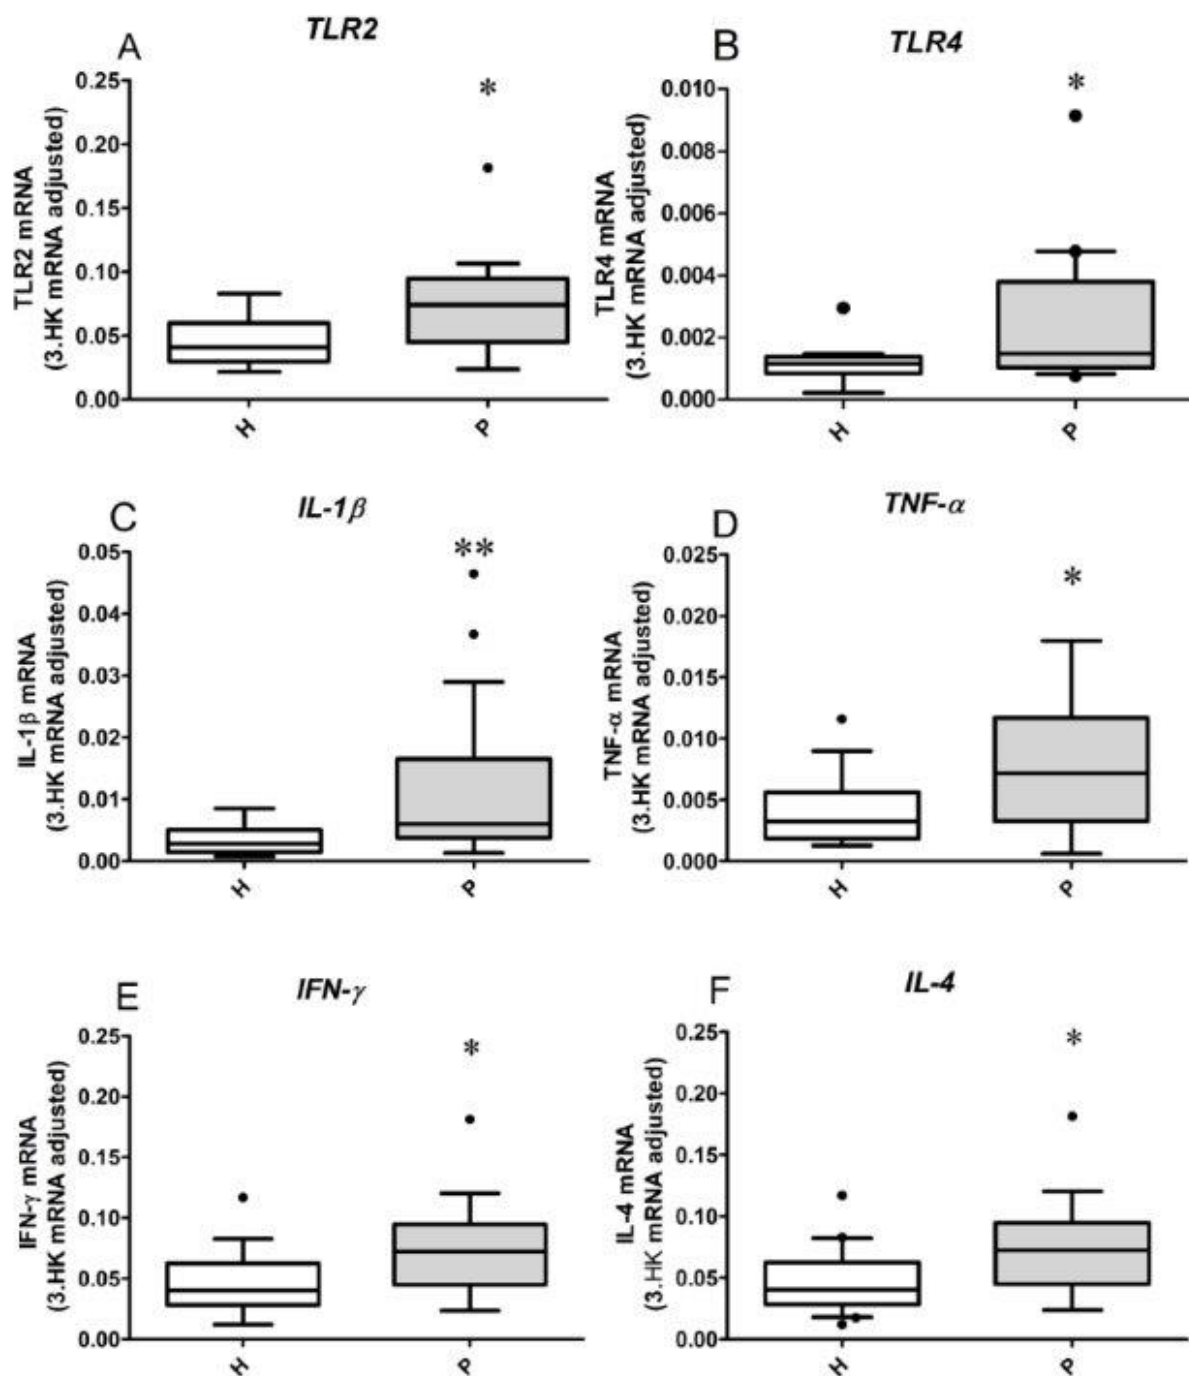 A
TLR2
TLR2 mRNA
(3.HK mRNA adjusted)
0.25
0.20
0.15
0.10
0.05
0.00
*
H
P
B
TLR4
TLR4 mRNA
(3.HK mRNA adjusted)
0.010
0.008
0.006
0.004
0.002
0.000
*
H
P
C
IL-1β
IL-1β mRNA
(3.HK mRNA adjusted)
0.05
0.04
0.03
0.02
0.01
0.00
**
H
P
D
TNF-α
TNF-α mRNA
(3.HK mRNA adjusted)
0.025
0.020
0.015
0.010
0.005
0.000
*
H
P
E
IFN-γ
IFN-γ mRNA
(3.HK mRNA adjusted)
0.25
0.20
0.15
0.10
0.05
0.00
*
H
P
F
IL-4
IL-4 mRNA
(3.HK mRNA adjusted)
0.25
0.20
0.15
0.10
0.05
0.00
*
H
P